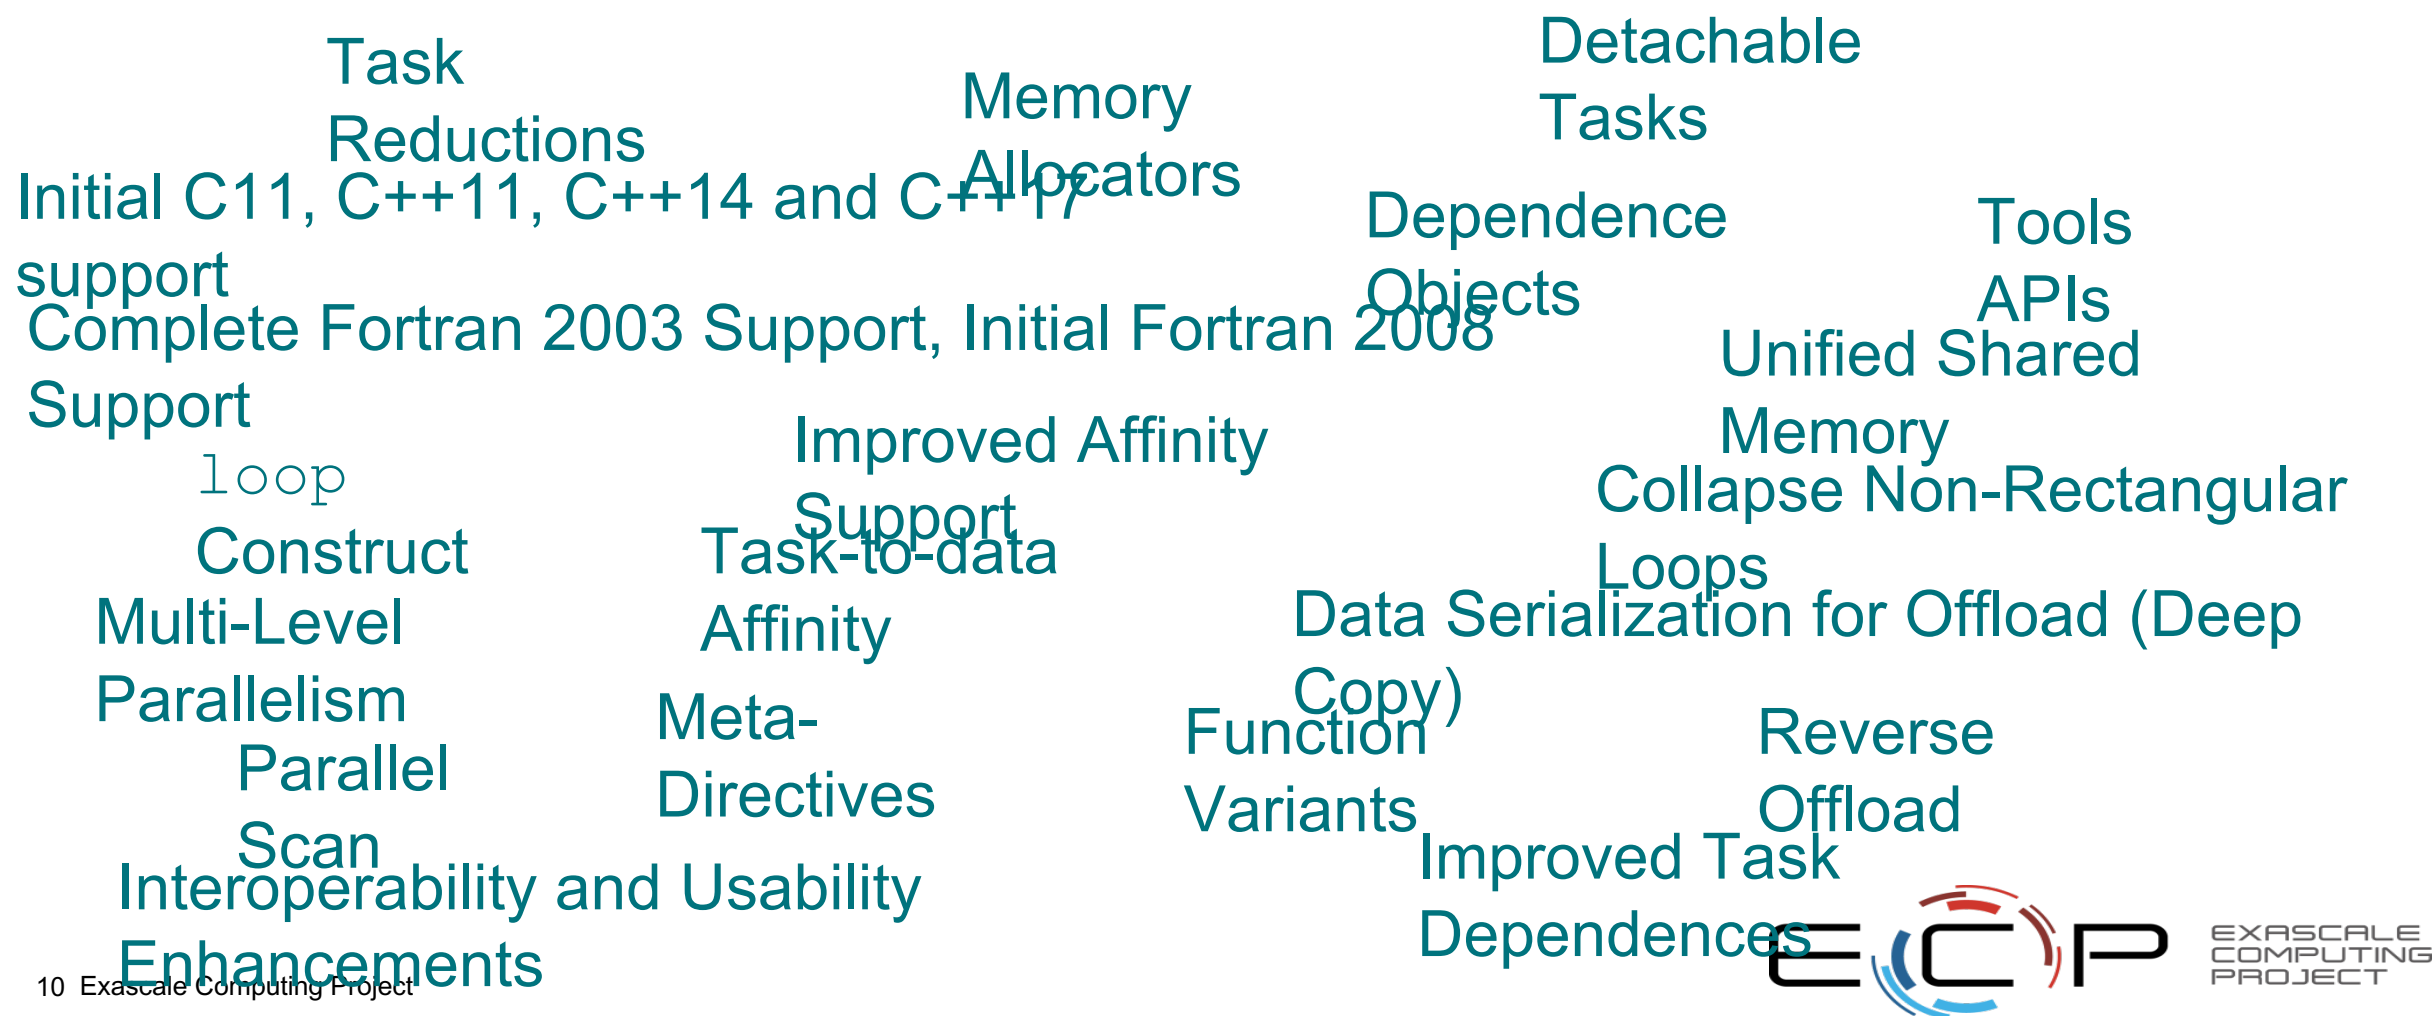 Task
Reductions
Memory
Allocators
Detachable
Tasks
Initial C11, C++11, C++14 and C++17
support
Dependence
Objects
Tools
APIs
Complete Fortran 2003 Support, Initial Fortran 2008
Support
Unified Shared
Memory
loop
Construct
Improved Affinity
Support
Collapse Non-Rectangular
Loops
Task-to-data
Affinity
Multi-Level
Parallelism
Data Serialization for Offload (Deep
Copy)
Meta-
Directives
Function
Variants
Reverse
Offload
Parallel
Scan
Improved Task
Dependences
Interoperability and Usability
Enhancements
10 Exascale Computing Project
ECP
EXASCALE
COMPUTING
PROJECT